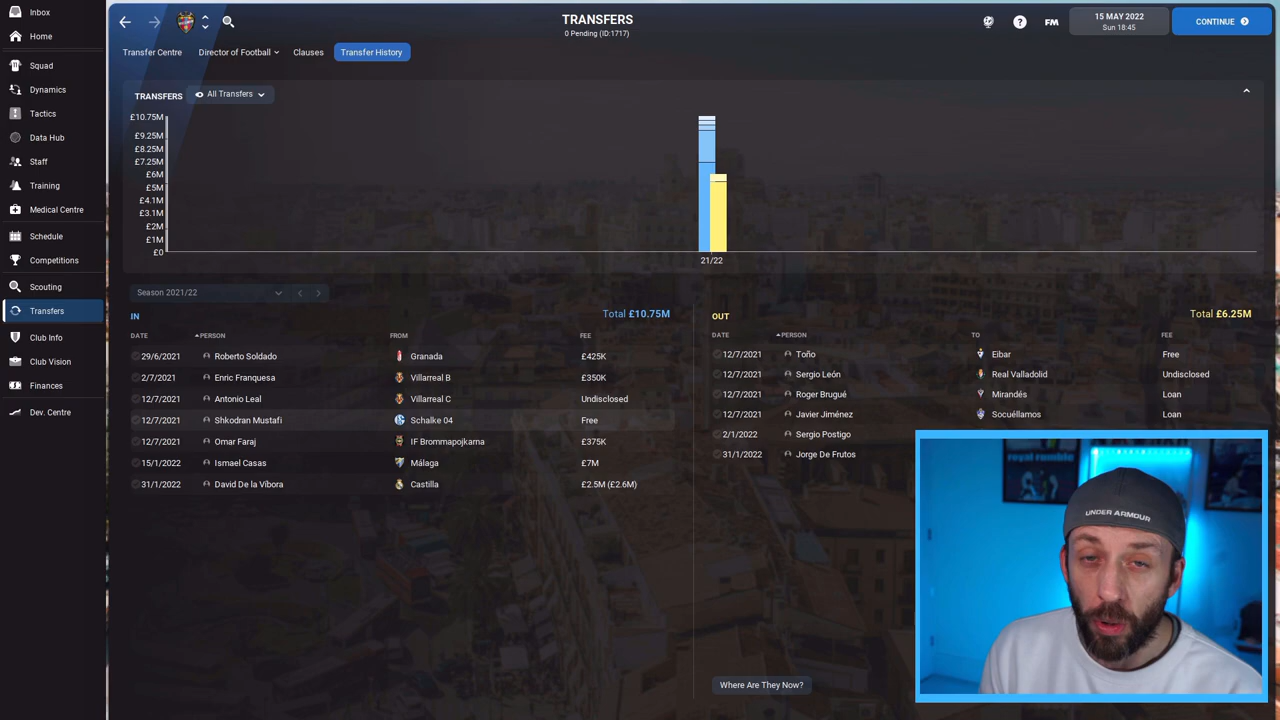 Inbox
Home
Squad
Dynamics
Tactics
Data Hub
Staff
Training
Medical Centre
Schedule
Competitions
Scouting
Transfers
Club Info
Club Vision
Finances
Dev. Centre
TRANSFERS
0 Pending (ID:1717)
FM
15 MAY 2022
Sun 18:45
CONTINUE
Transfer Centre Director of Football Clauses Transfer History
TRANSFERS All Transfers
£10.75M
£9.25M
£8.25M
£7.25M
£6M
£5M
£4.1M
£3.1M
£2M
£1M
£0
21/22
Season 2021/22
IN Total £10.75M
DATE PERSON FROM FEE
29/6/2021 Roberto Soldado Granada £425K
2/7/2021 Enric Franquesa Villarreal B £350K
12/7/2021 Antonio Leal Villarreal C Undisclosed
12/7/2021 Shkodran Mustafi Schalke 04 Free
12/7/2021 Omar Faraj IF Brommapojkarna £375K
15/1/2022 Ismael Casas Málaga £7M
31/1/2022 David De la Víbora Castilla £2.5M (£2.6M)
OUT Total £6.25M
DATE PERSON TO FEE
12/7/2021 Toño Eibar Free
12/7/2021 Sergio León Real Valladolid Undisclosed
12/7/2021 Roger Brugué Mirandés Loan
12/7/2021 Javier Jiménez Socuéllamos Loan
2/1/2022 Sergio Postigo
31/1/2022 Jorge De Frutos
Where Are They Now?
royal rumble
UNDER ARMOUR